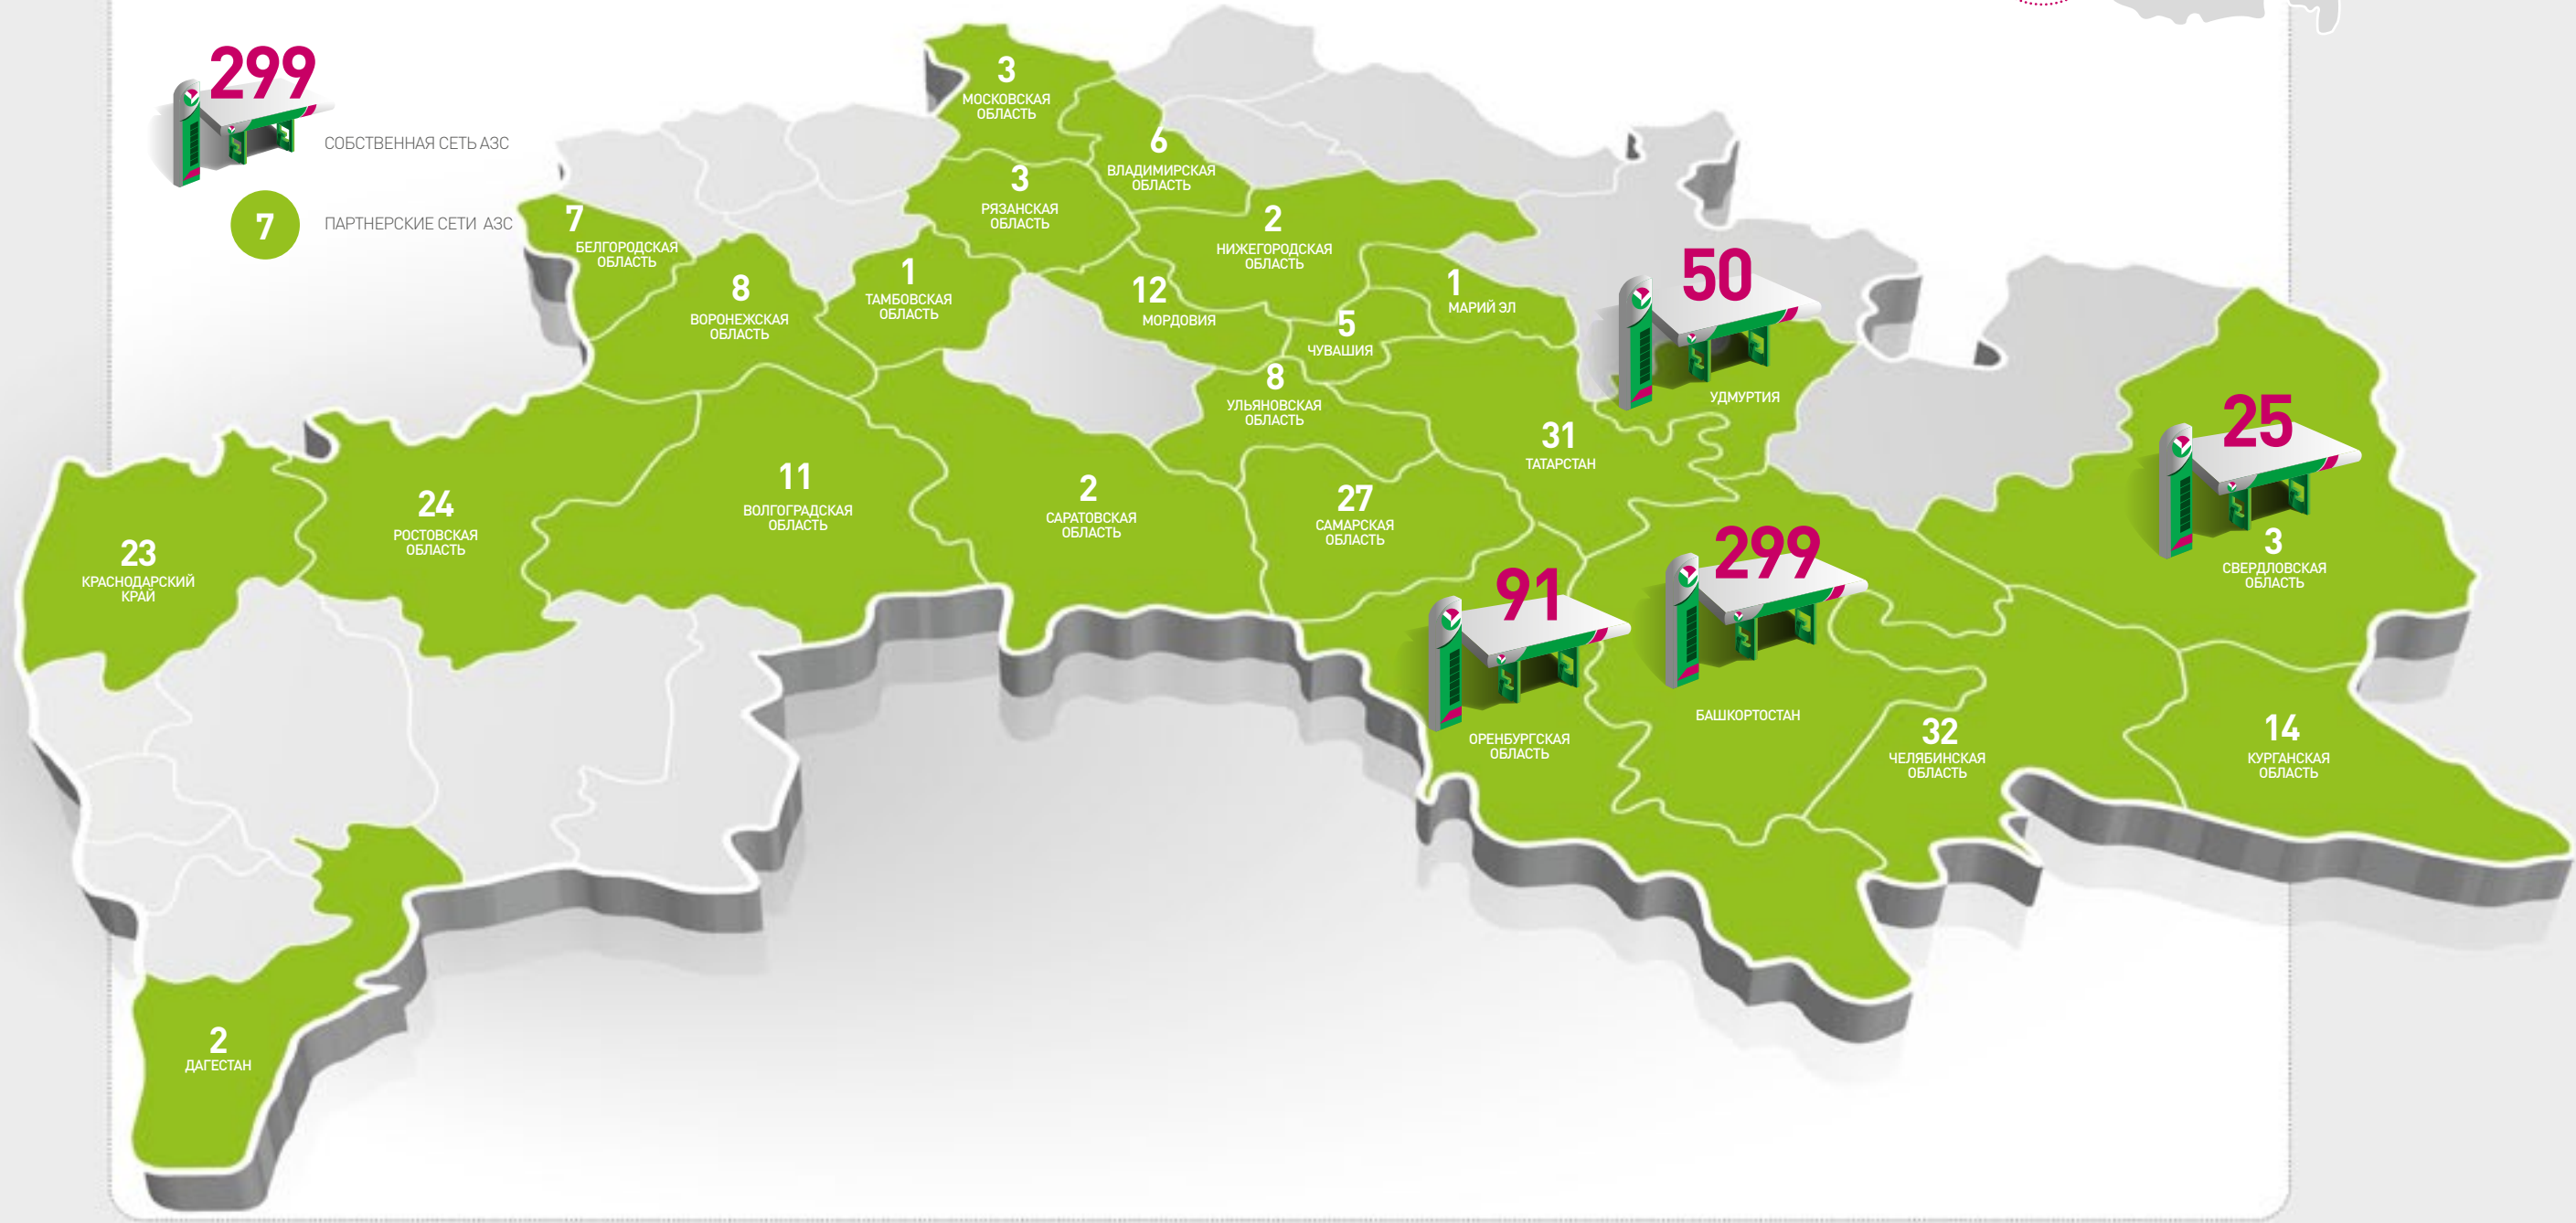 299
СОБСТВЕННАЯ СЕТЬ АЗС
7
ПАРТНЕРСКИЕ СЕТИ АЗС
3
МОСКОВСКАЯ
ОБЛАСТЬ
6
ВЛАДИМИРСКАЯ
ОБЛАСТЬ
3
РЯЗАНСКАЯ
ОБЛАСТЬ
7
БЕЛГОРОДСКАЯ
ОБЛАСТЬ
2
НИЖЕГОРОДСКАЯ
ОБЛАСТЬ
8
ВОРОНЕЖСКАЯ
ОБЛАСТЬ
1
ТАМБОВСКАЯ
ОБЛАСТЬ
12
МОРДОВИЯ
1
МАРИЙ ЭЛ
5
ЧУВАШИЯ
50
УДМУРТИЯ
8
УЛЬЯНОВСКАЯ
ОБЛАСТЬ
31
ТАТАРСТАН
25
3
СВЕРДЛОВСКАЯ
ОБЛАСТЬ
23
КРАСНОДАРСКИЙ
КРАЙ
24
РОСТОВСКАЯ
ОБЛАСТЬ
11
ВОЛГОГРАДСКАЯ
ОБЛАСТЬ
2
САРАТОВСКАЯ
ОБЛАСТЬ
27
САМАРСКАЯ
ОБЛАСТЬ
91
ОРЕНБУРГСКАЯ
ОБЛАСТЬ
299
БАШКОРТОСТАН
32
ЧЕЛЯБИНСКАЯ
ОБЛАСТЬ
14
КУРГАНСКАЯ
ОБЛАСТЬ
2
ДАГЕСТАН